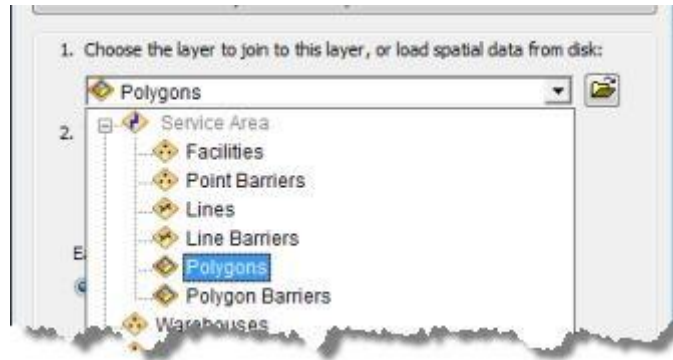 1. Choose the layer to join to this layer, or load spatial data from disk:
Polygons
2.
Service Area
Facilities
Point Barriers
Lines
Line Barriers
Polygons
Polygon Barriers
Warehouses